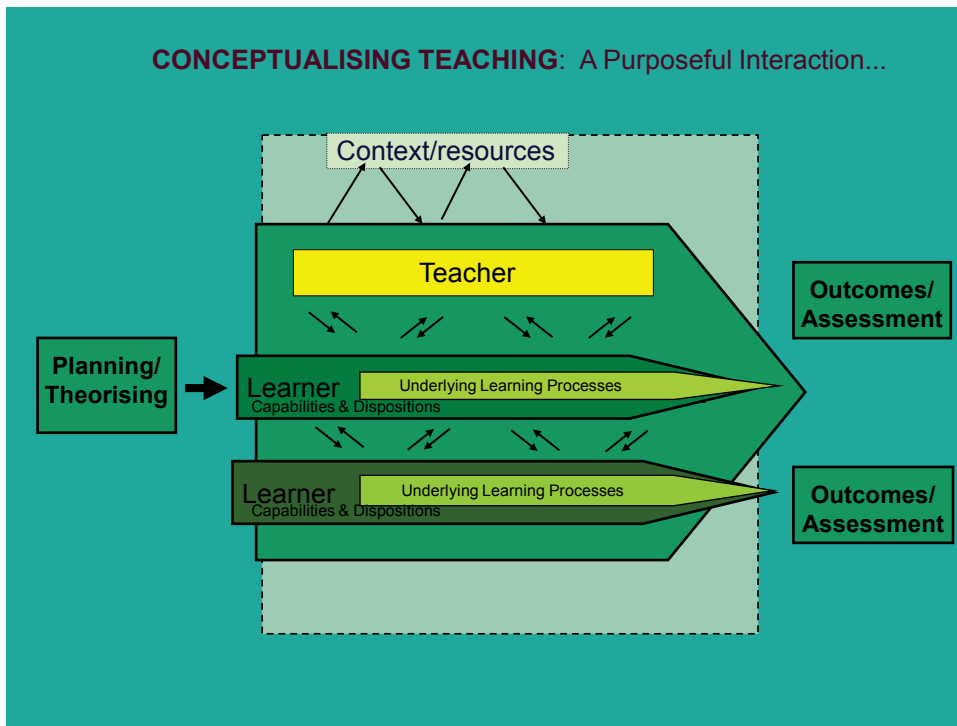 CONCEPTUALISING TEACHING: A Purposeful Interaction...
Context/resources
Teacher
Outcomes/
Assessment
Planning/
Theorising
Learner
Capabilities & Dispositions
Underlying Learning Processes
Learner
Capabilities & Dispositions
Underlying Learning Processes
Outcomes/
Assessment